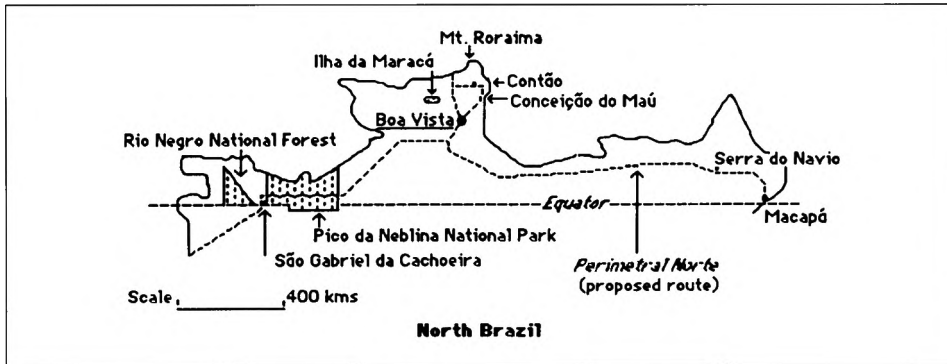 Mt. Roraima
Ilha da Maracá
Contão
Conceição do Maú
Boa Vista
Rio Negro National Forest
Serra do Navio
Equator
Macapá
Pico da Neblina National Park
São Gabriel da Cachoeira
Perimetral Norte
(proposed route)
Scale 400 kms
North Brazil